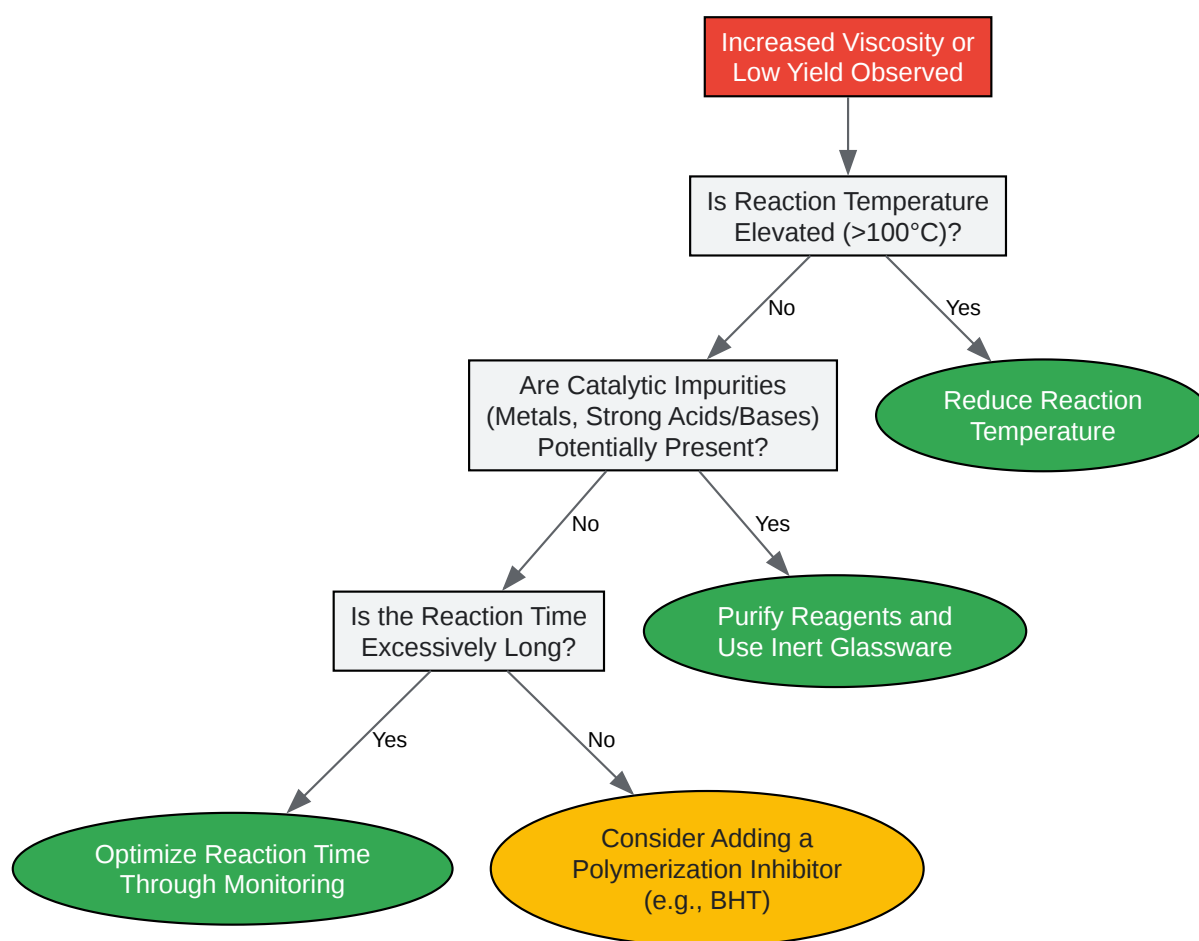 Increased Viscosity or
Low Yield Observed
Is Reaction Temperature
Elevated (>100°C)?
No
Yes
Are Catalytic Impurities
(Metals, Strong Acids/Bases)
Potentially Present?
Reduce Reaction
Temperature
No
Yes
Is the Reaction Time
Excessively Long?
Purify Reagents and
Use Inert Glassware
Yes
No
Optimize Reaction Time
Through Monitoring
Consider Adding a
Polymerization Inhibitor
(e.g., BHT)